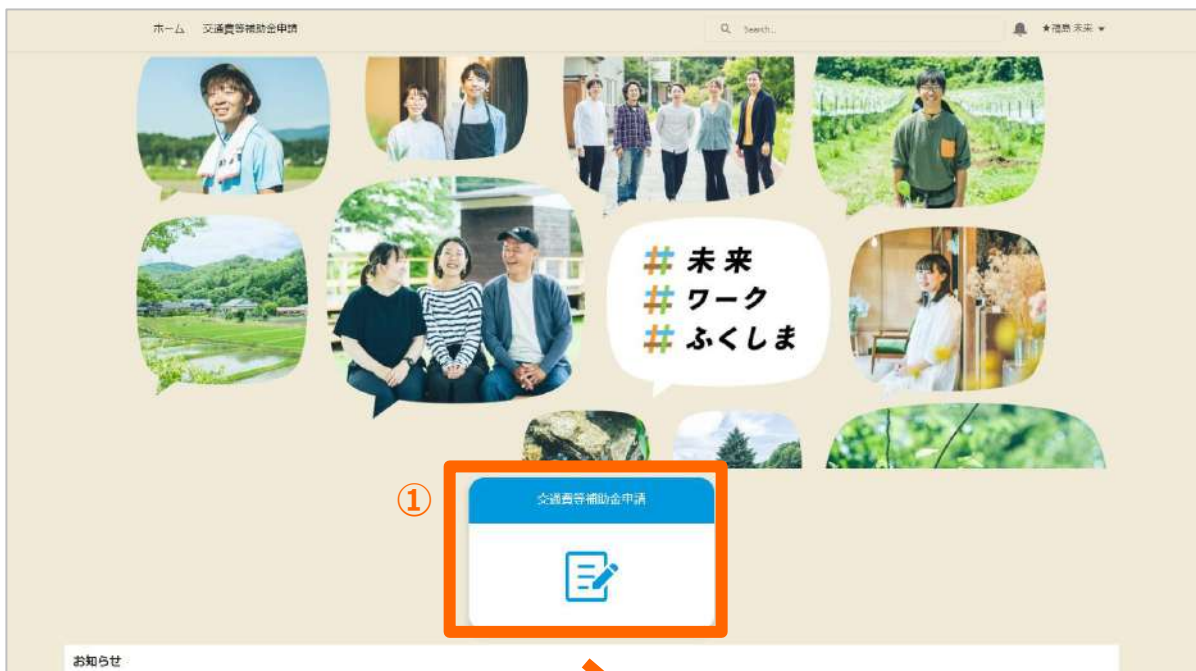 ホーム 交通費等補助金申請 Search... ★福島 未来
# 未来
# ワーク
# ふくしま
①
交通費等補助金申請
お知らせ